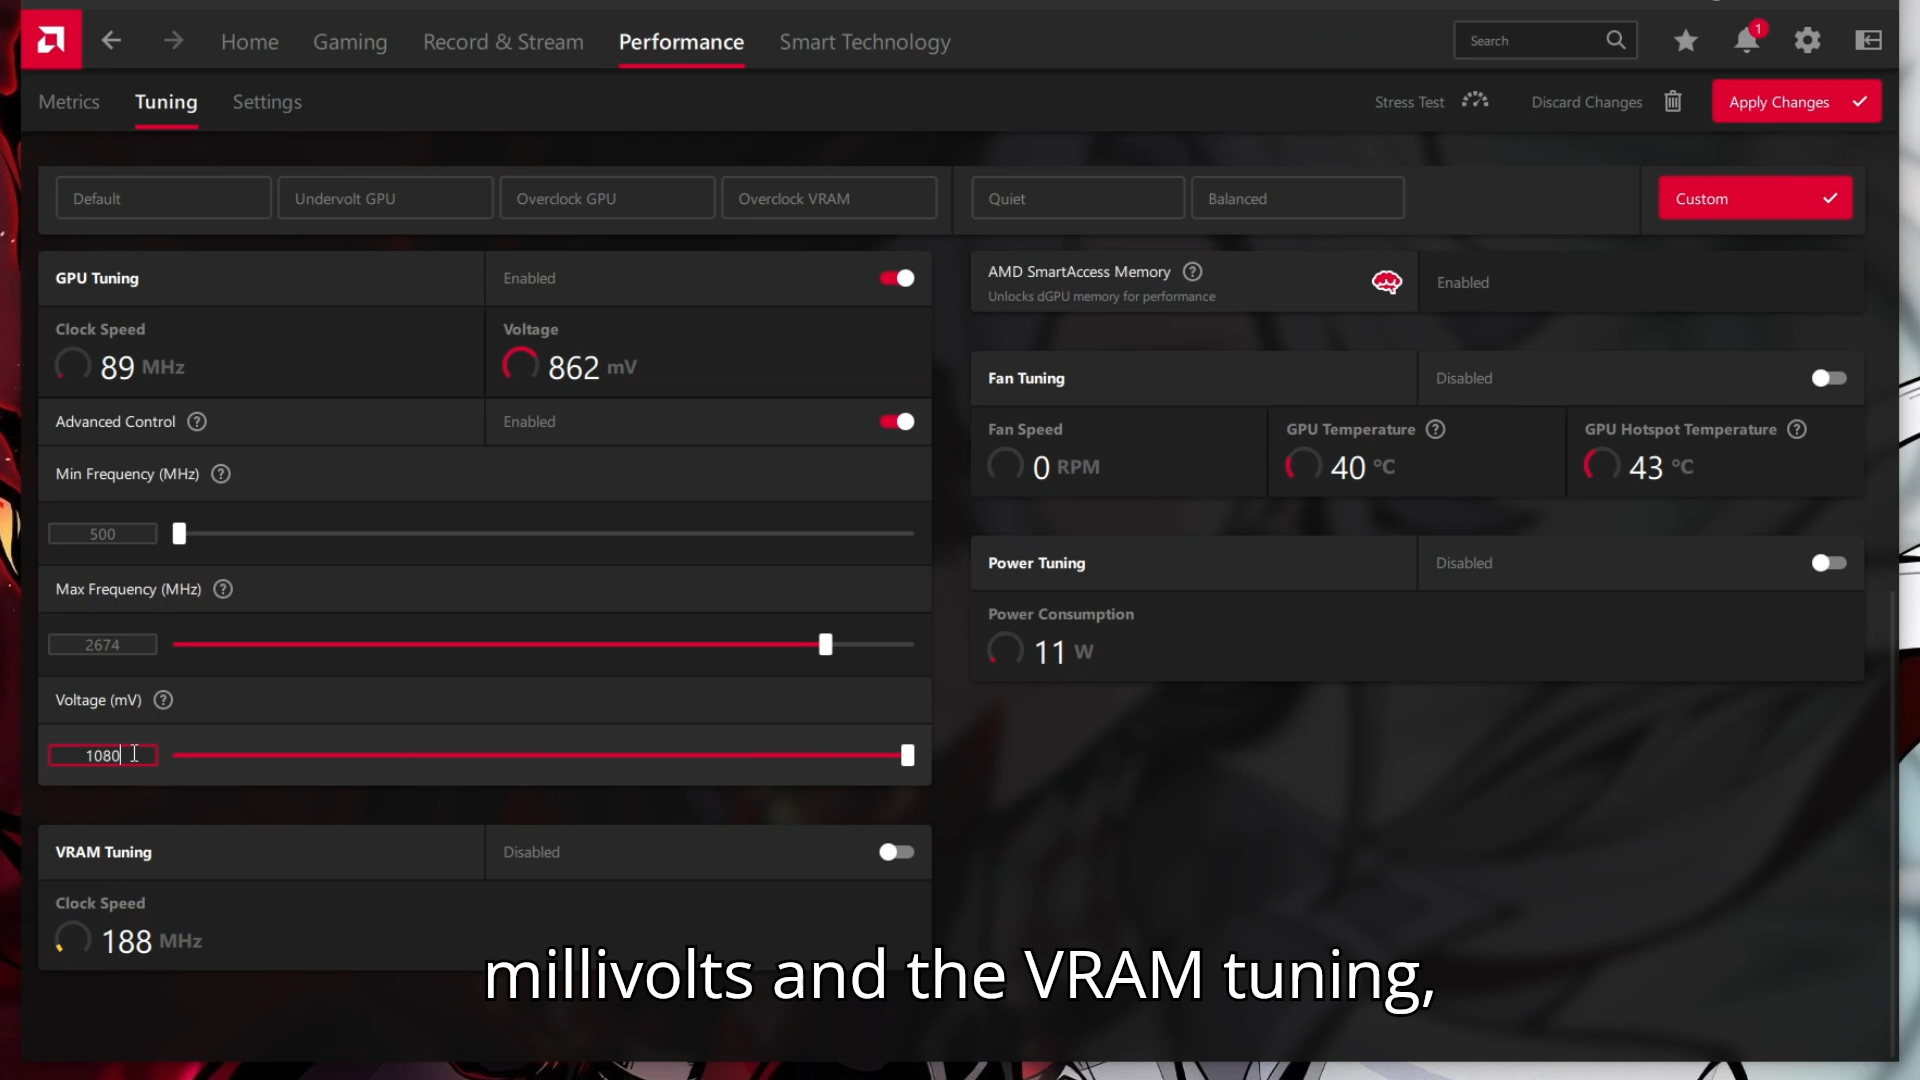 Home Gaming Record & Stream Performance Smart Technology Search 1
Metrics Tuning Settings Stress Test Discard Changes Apply Changes
Default Undervolt GPU Overclock GPU Overclock VRAM Quiet Balanced Custom
GPU Tuning Enabled
Clock Speed Voltage
89 MHz 862 mV
Advanced Control ? Enabled
Min Frequency (MHz) ?
500
Max Frequency (MHz) ?
2674
Voltage (mV) ?
1080
VRAM Tuning Disabled
Clock Speed
188 MHz
AMD SmartAccess Memory ? Enabled
Unlocks dGPU memory for performance
Fan Tuning Disabled
Fan Speed GPU Temperature ? GPU Hotspot Temperature ?
0 RPM 40 °C 43 °C
Power Tuning Disabled
Power Consumption
11 W
millivolts and the VRAM tuning,